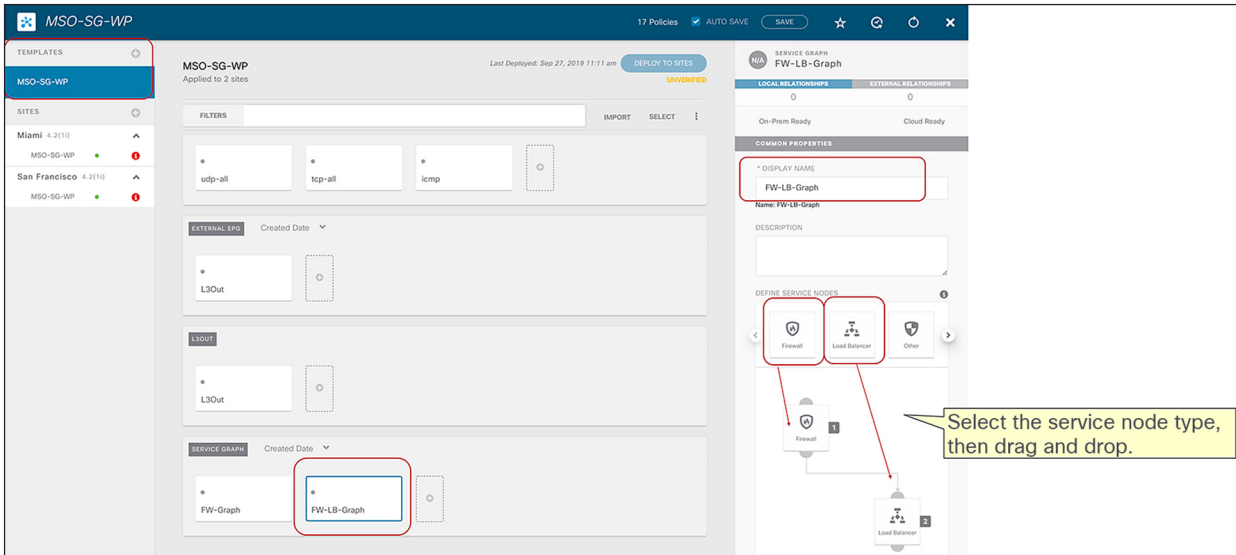 MSO-SG-WP
17 Policies AUTO SAVE SAVE
TEMPLATES
MSO-SG-WP
SITES
Miami 4.2(1i)
MSO-SG-WP
San Francisco 4.2(1i)
MSO-SG-WP
MSO-SG-WP
Applied to 2 sites
Last Deployed: Sep 27, 2019 11:11 am DEPLOY TO SITES
UNVERIFIED
FILTERS IMPORT SELECT
udp-all tcp-all icmp
EXTERNAL EPG Created Date
L3Out
L3OUT
L3Out
SERVICE GRAPH Created Date
FW-Graph FW-LB-Graph
N/A SERVICE GRAPH
FW-LB-Graph
LOCAL RELATIONSHIPS EXTERNAL RELATIONSHIPS
0 0
On-Prem Ready Cloud Ready
COMMON PROPERTIES
* DISPLAY NAME
FW-LB-Graph
Name: FW-LB-Graph
DESCRIPTION
DEFINE SERVICE NODES
Firewall Load Balancer Other
Firewall 1
Load Balancer 2
Select the service node type,
then drag and drop.